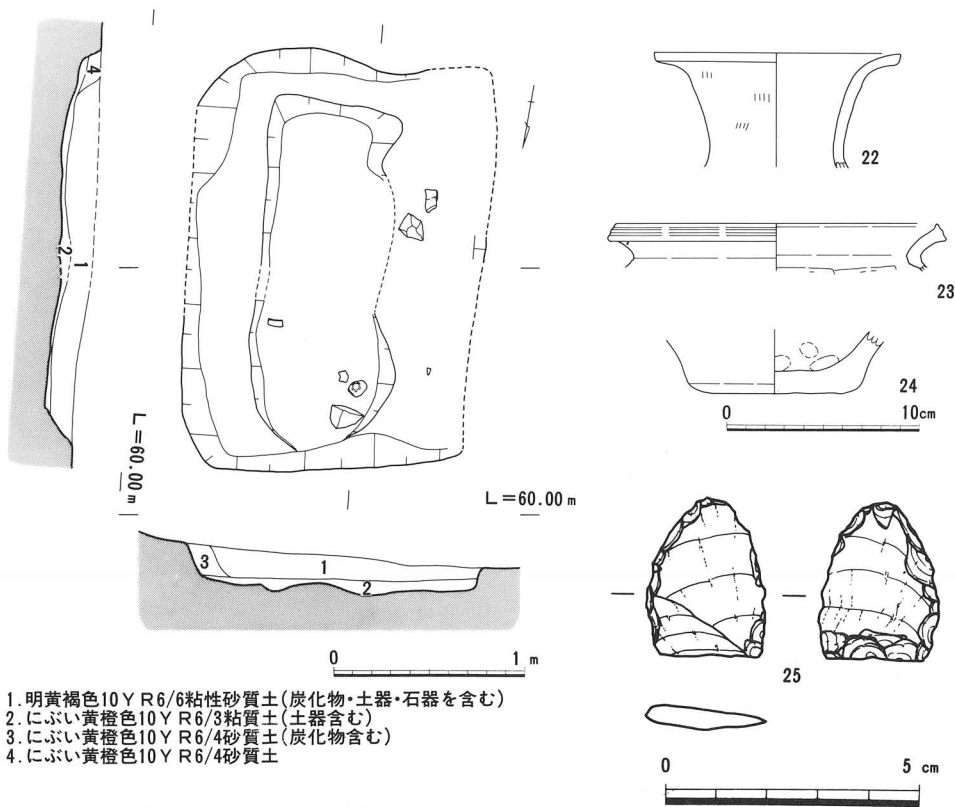 4
2
1
L=60.00 m
L=60.00 m
3
1
2
0 1 m
1.明黄褐色10YR6/6粘性砂質土(炭化物・土器・石器を含む)
2.にぶい黄橙色10YR6/3粘質土(土器含む)
3.にぶい黄橙色10YR6/4砂質土(炭化物含む)
4.にぶい黄橙色10YR6/4砂質土
22
23
24
0 10cm
25
0 5 cm